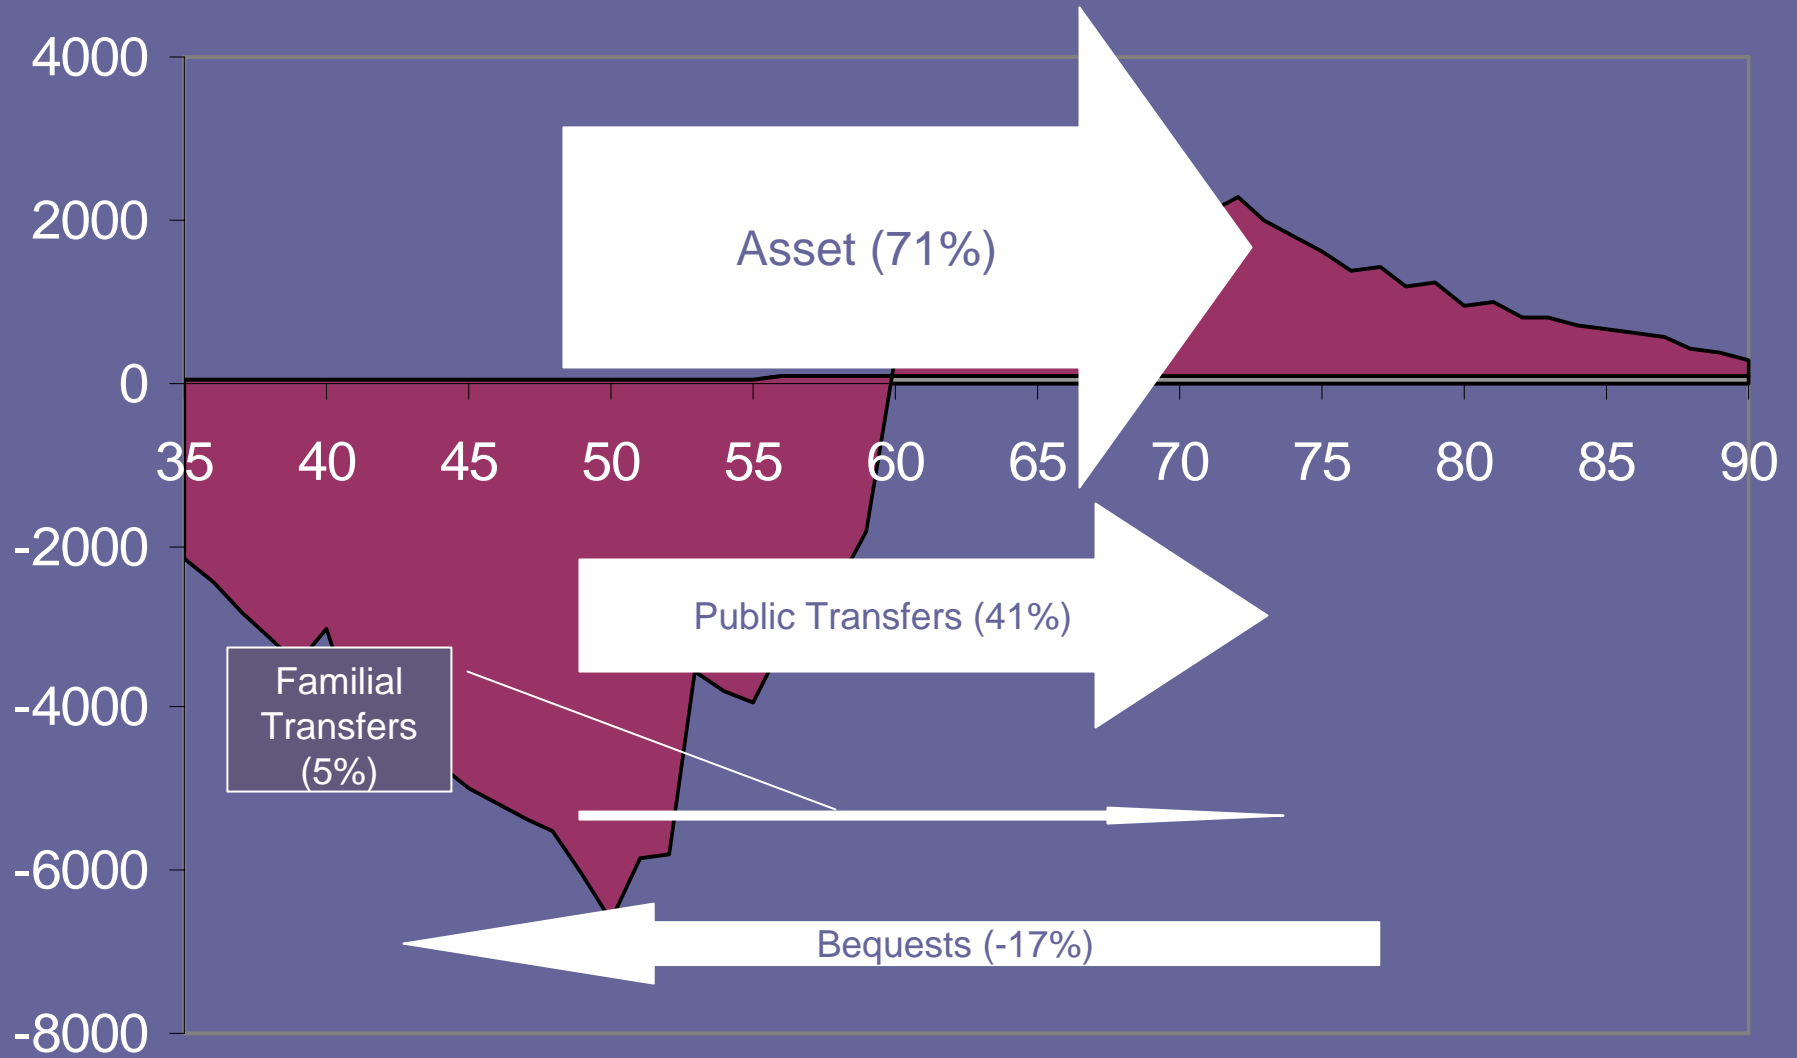 4000
2000
0
-2000
-4000
-6000
-8000
35 40 45 50 55 60 65 70 75 80 85 90
Asset (71%)
Public Transfers (41%)
Familial
Transfers
(5%)
Bequests (-17%)